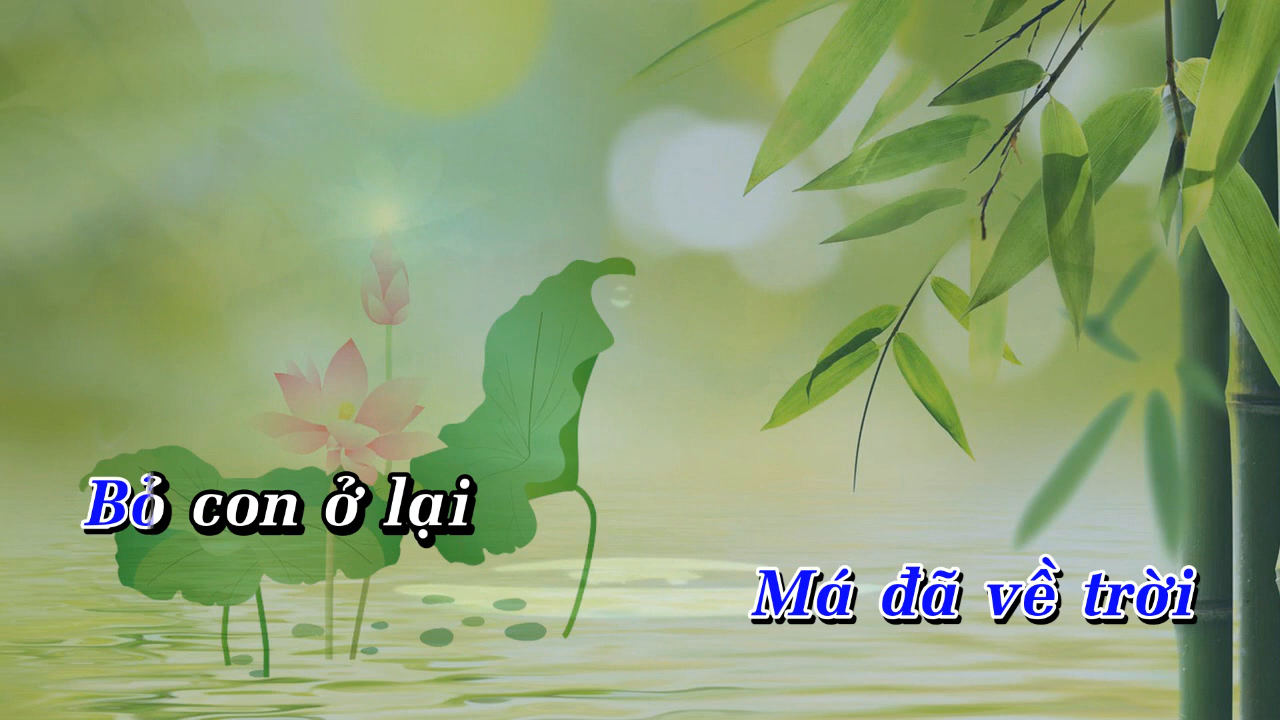 Bỏ con ở lại
Má đã về trời